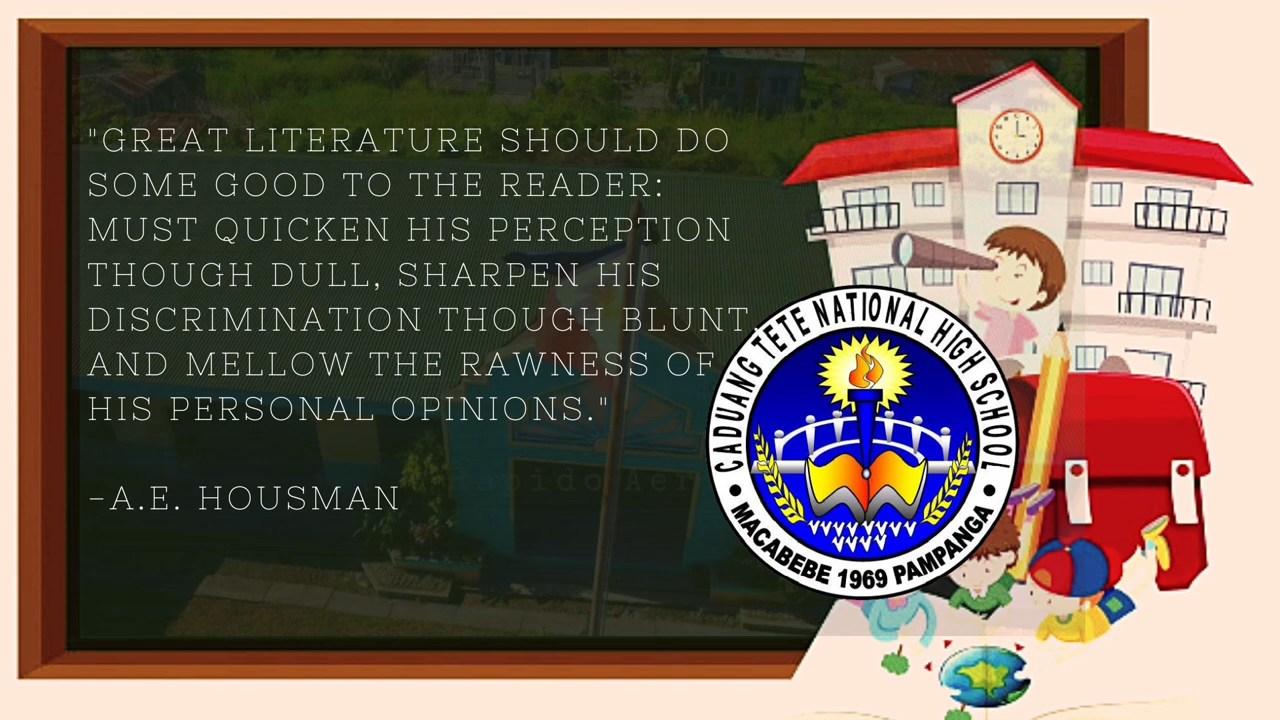 "GREAT LITERATURE SHOULD DO
SOME GOOD TO THE READER:
MUST QUICKEN HIS PERCEPTION
THOUGH DULL, SHARPEN HIS
DISCRIMINATION THOUGH BLUNT,
AND MELLOW THE RAWNESS OF
HIS PERSONAL OPINIONS."
-A.E. HOUSMAN
CADUANG TETE NATIONAL HIGH SCHOOL
• MACABEBE 1969 PAMPANGA •